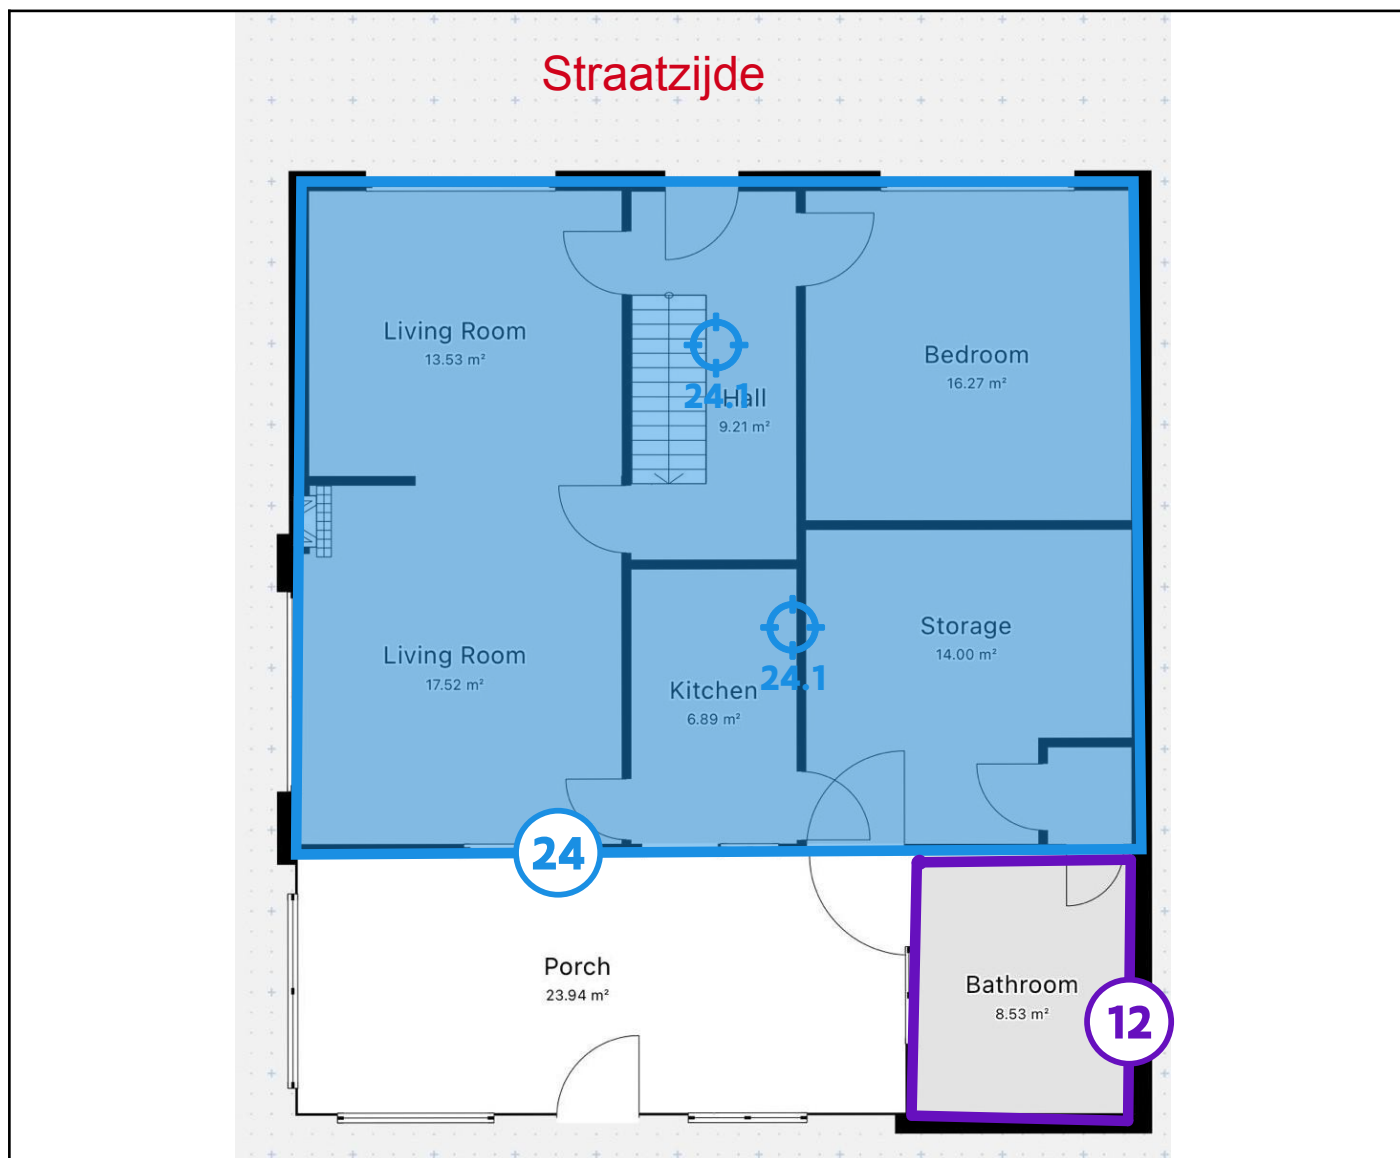 Straatzijde
Living Room
13.53 m²
Bedroom
16.27 m²
24.1
Hall
9.21 m²
Storage
14.00 m²
Living Room
17.52 m²
24.1
Kitchen
6.89 m²
24
Porch
23.94 m²
Bathroom
8.53 m²
12